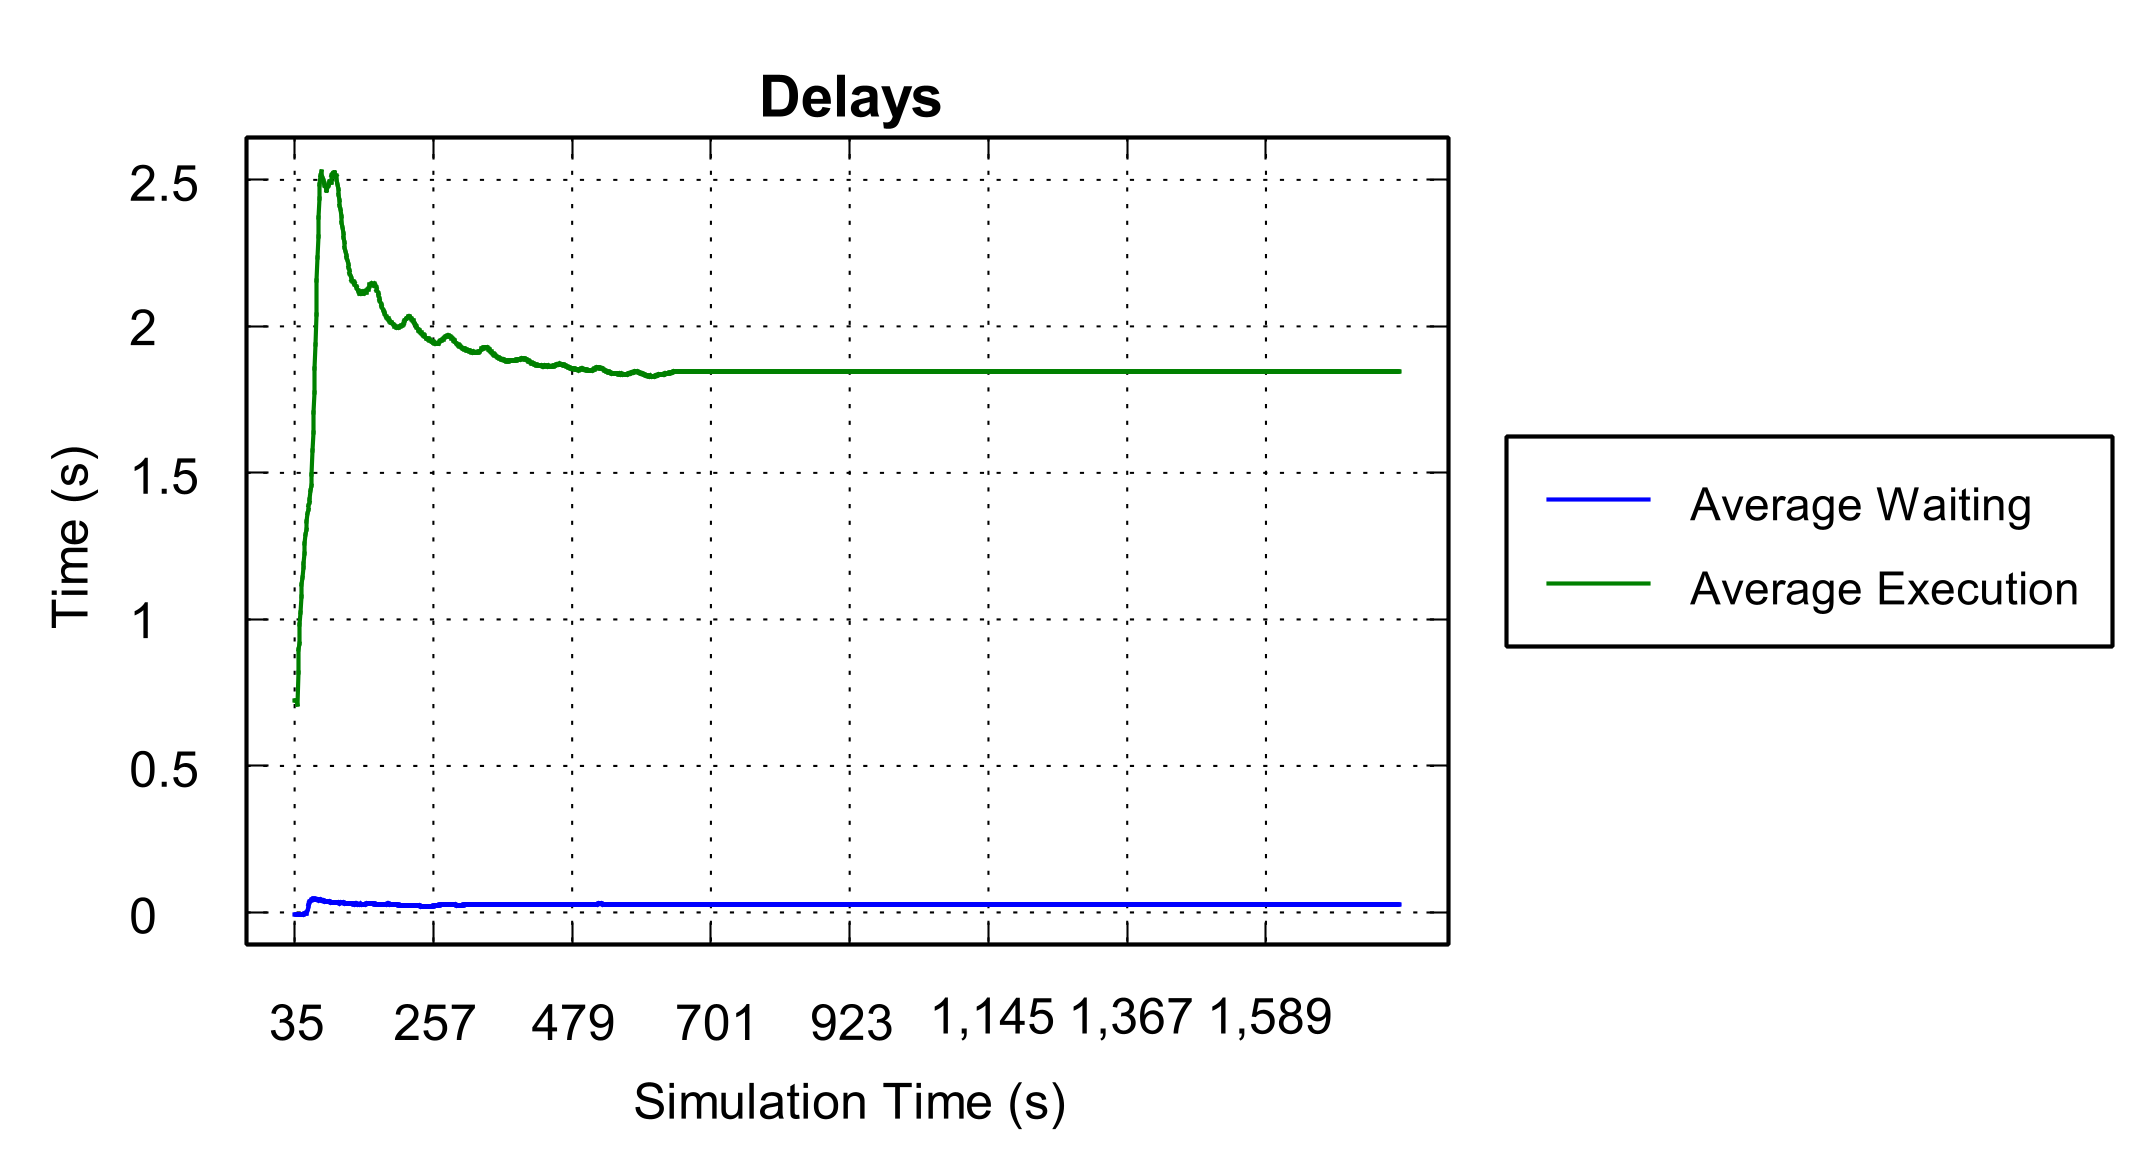 Delays
2.5
2
1.5
1
0.5
0
Time (s)
35 257 479 701 923 1,145 1,367 1,589
Simulation Time (s)
Average Waiting
Average Execution